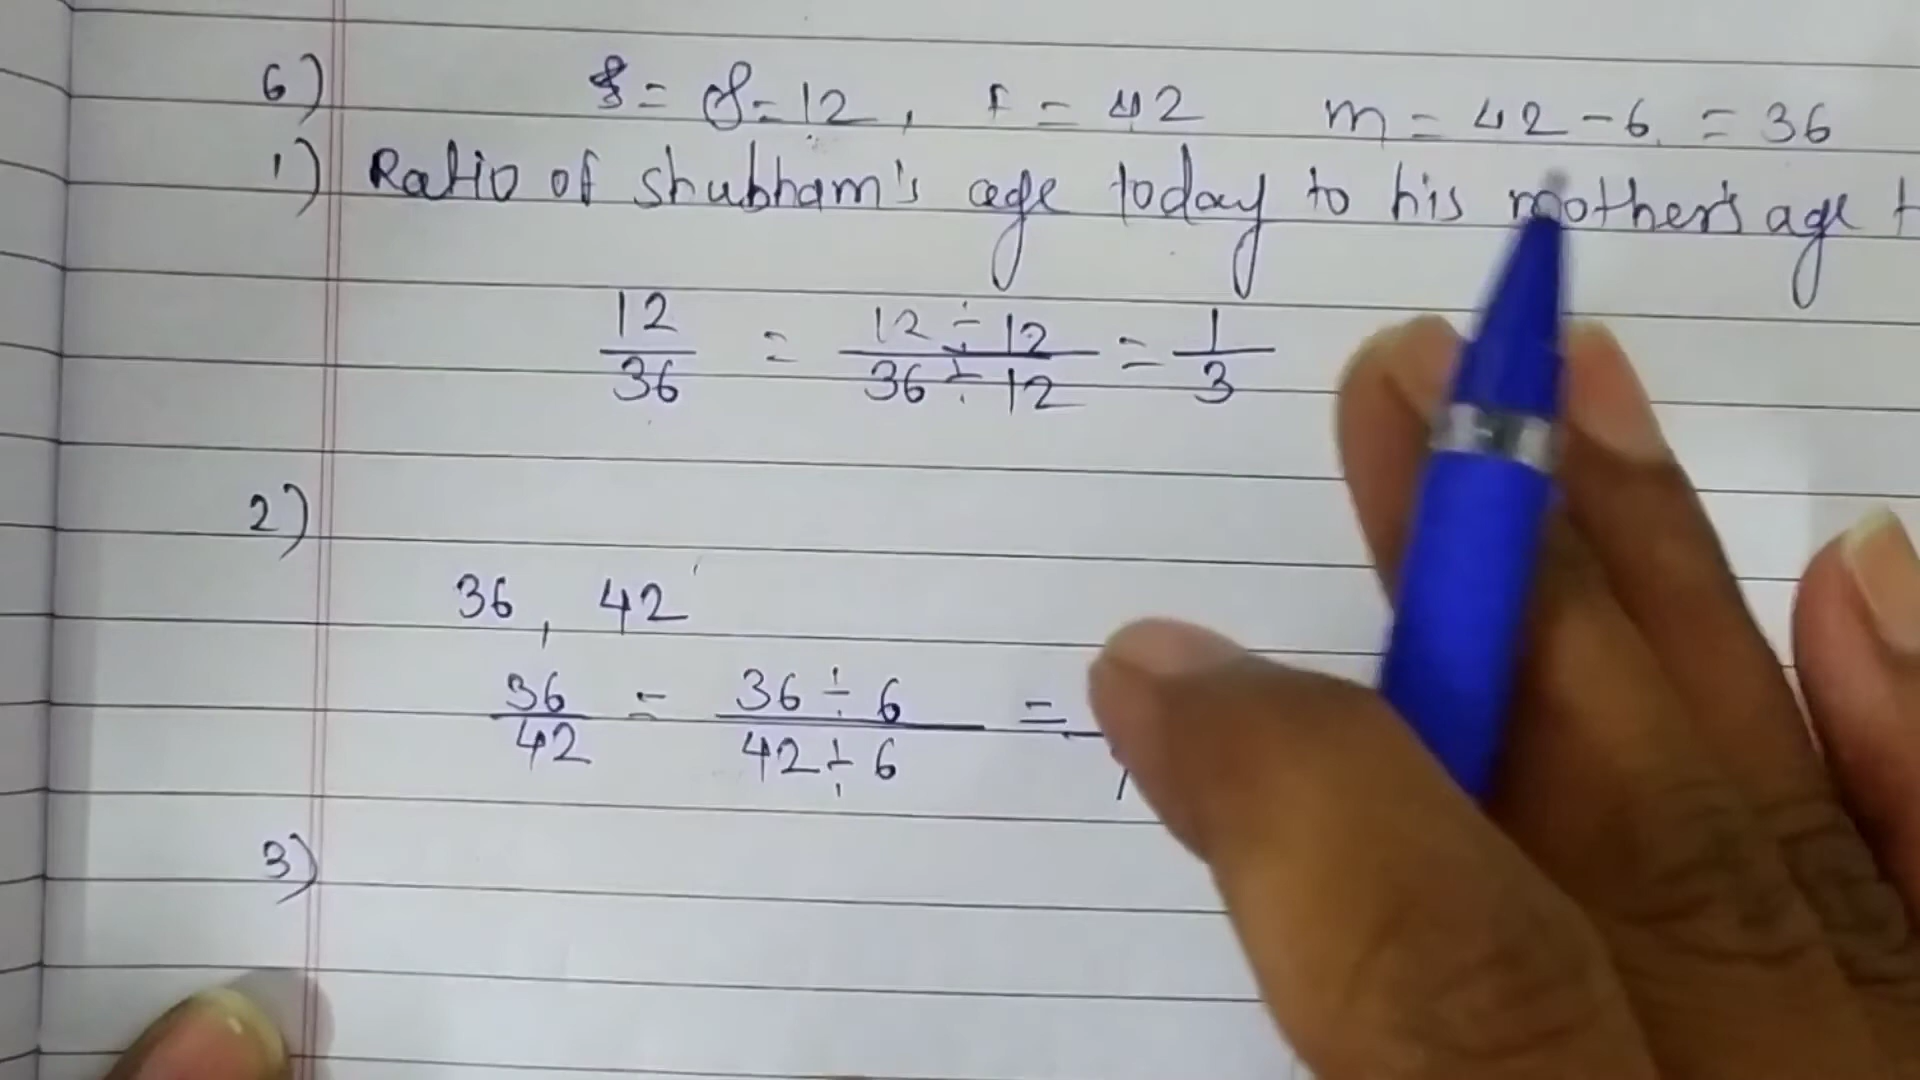 6) S = 12, F = 42 m = 42 - 6 = 36
1) Ratio of Shubham's age today to his mother's age
12/36 = 12 ÷ 12 / 36 ÷ 12 = 1/3
2)
36, 42
36/42 = 36 ÷ 6 / 42 ÷ 6 =
3)